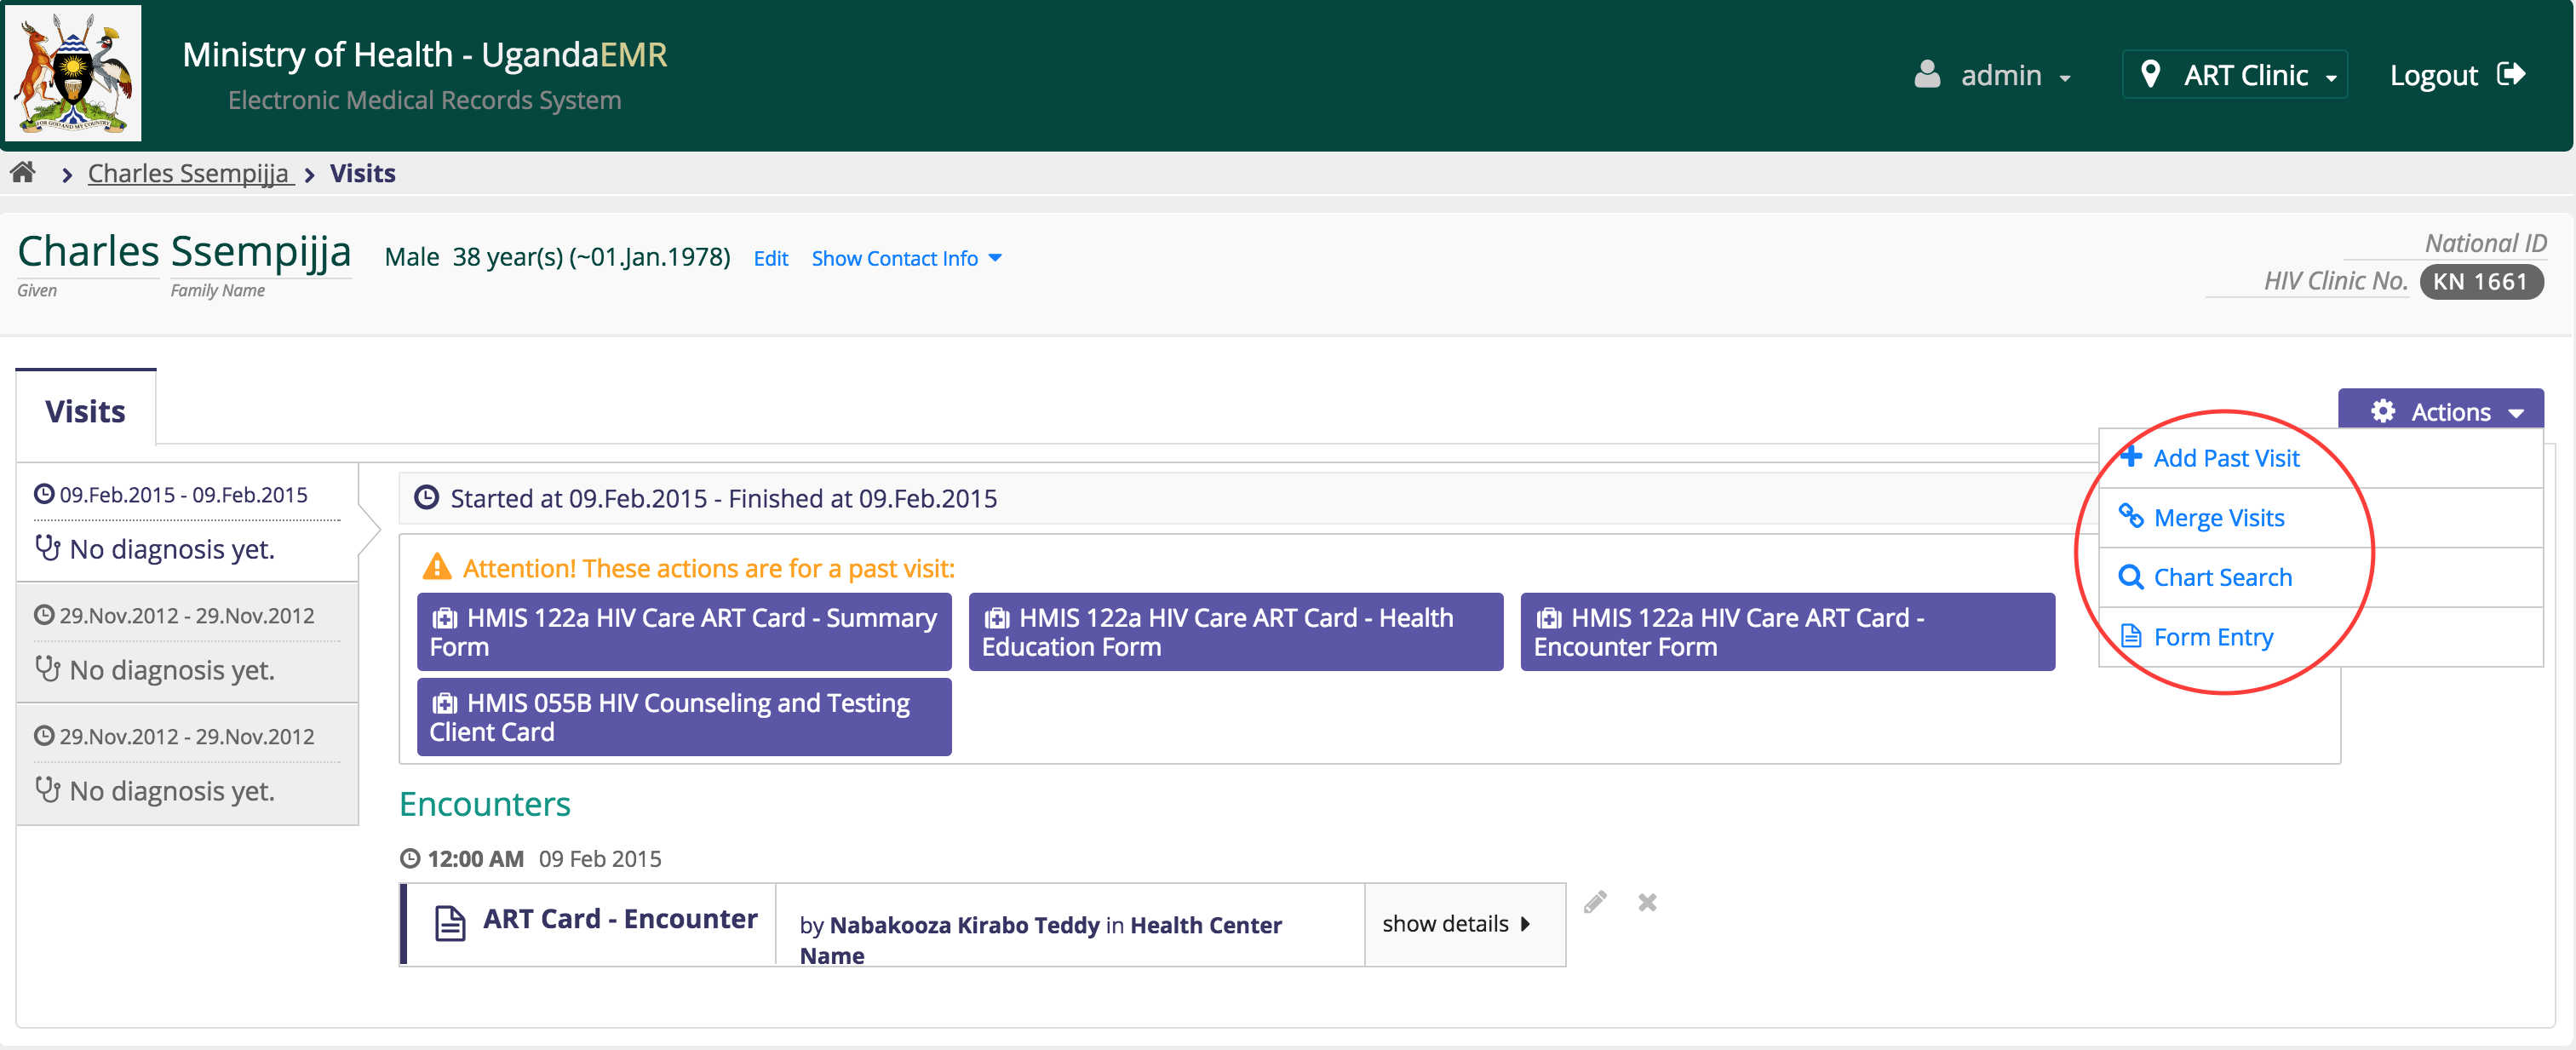 Ministry of Health - UgandaEMR
Electronic Medical Records System
admin
ART Clinic
Logout
FOR GOD AND MY COUNTRY
Charles Ssempijja
Visits
Charles Ssempijja
Given
Family Name
Male 38 year(s) (~01.Jan.1978)
Edit
Show Contact Info
National ID
HIV Clinic No. KN 1661
Visits
Actions
Add Past Visit
Merge Visits
Chart Search
Form Entry
09.Feb.2015 - 09.Feb.2015
No diagnosis yet.
29.Nov.2012 - 29.Nov.2012
No diagnosis yet.
29.Nov.2012 - 29.Nov.2012
No diagnosis yet.
Started at 09.Feb.2015 - Finished at 09.Feb.2015
Attention! These actions are for a past visit:
HMIS 122a HIV Care ART Card - Summary
Form
HMIS 122a HIV Care ART Card - Health
Education Form
HMIS 122a HIV Care ART Card -
Encounter Form
HMIS 055B HIV Counseling and Testing
Client Card
Encounters
12:00 AM 09 Feb 2015
ART Card - Encounter
by Nabakooza Kirabo Teddy in Health Center
Name
show details